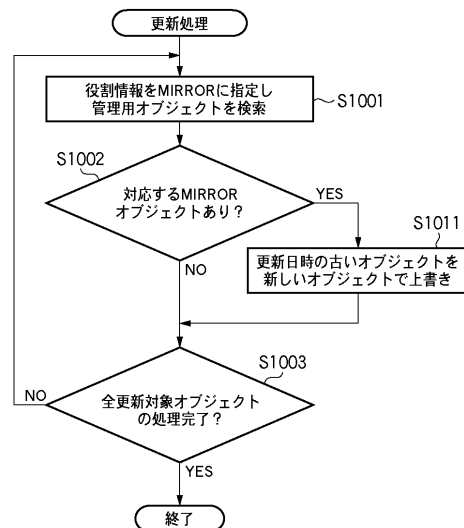 更新処理
役割情報をMIRRORに指定し
管理用オブジェクトを検索
S1001
S1002
対応するMIRROR
オブジェクトあり?
YES
S1011
更新日時の古いオブジェクトを
新しいオブジェクトで上書き
NO
S1003
全更新対象オブジェクト
の処理完了?
NO
YES
終了